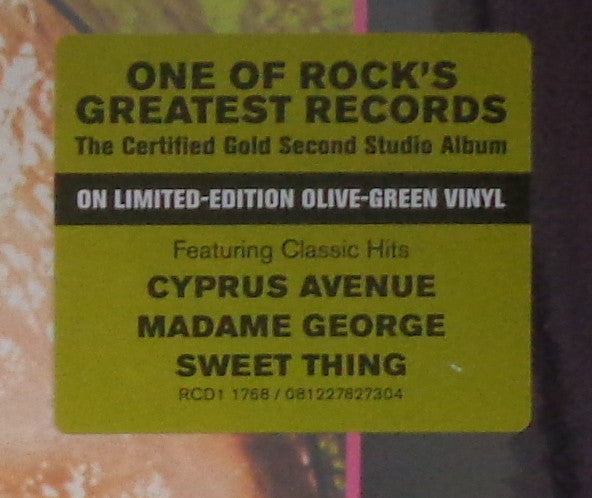 ONE OF ROCK'S
GREATEST RECORDS
The Certified Gold Second Studio Album
ON LIMITED-EDITION OLIVE-GREEN VINYL
Featuring Classic Hits
CYPRUS AVENUE
MADAME GEORGE
SWEET THING
RCD1 1768 / 081227827304